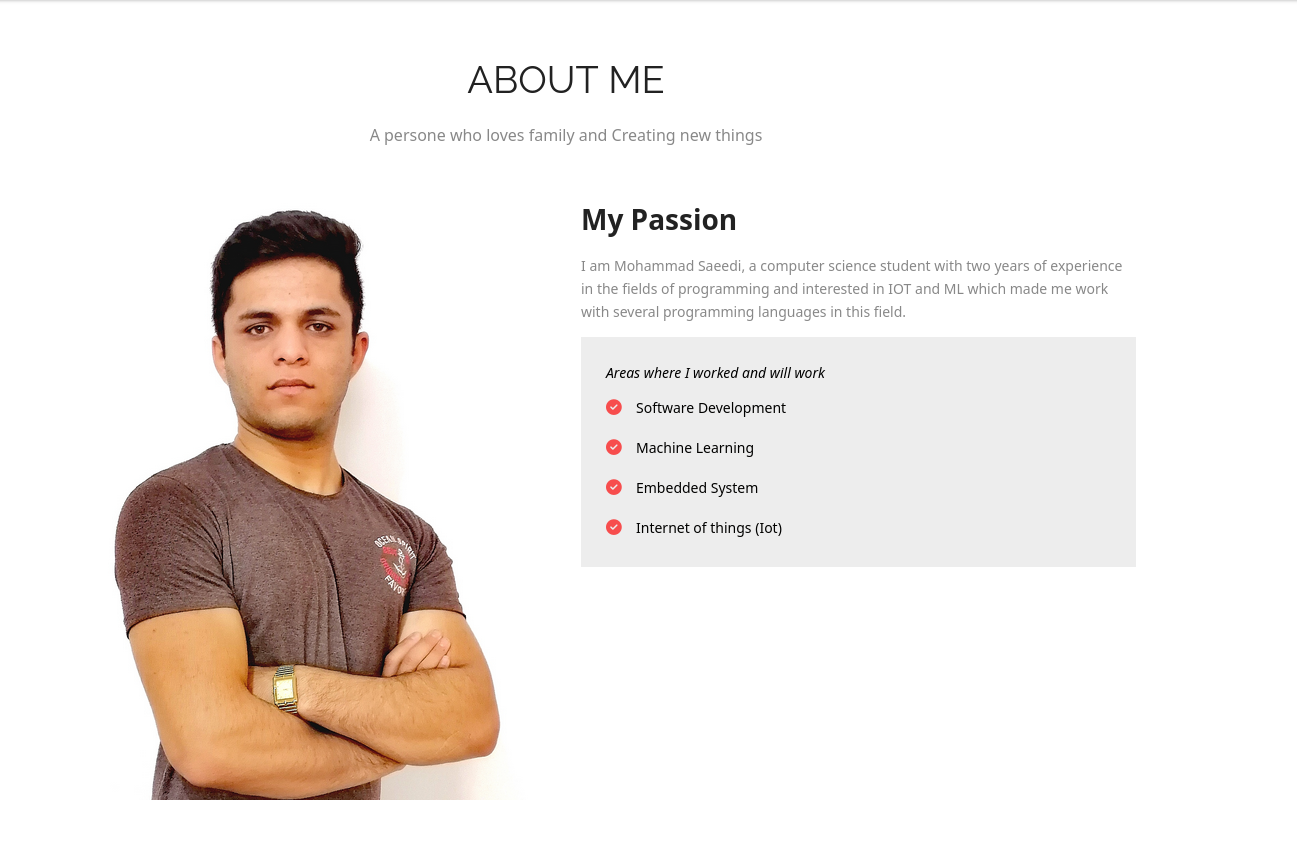 ABOUT ME
A persone who loves family and Creating new things
My Passion
I am Mohammad Saeedi, a computer science student with two years of experience
in the fields of programming and interested in IOT and ML which made me work
with several programming languages in this field.
Areas where I worked and will work
Software Development
Machine Learning
Embedded System
Internet of things (Iot)
OCEAN SPIRIT